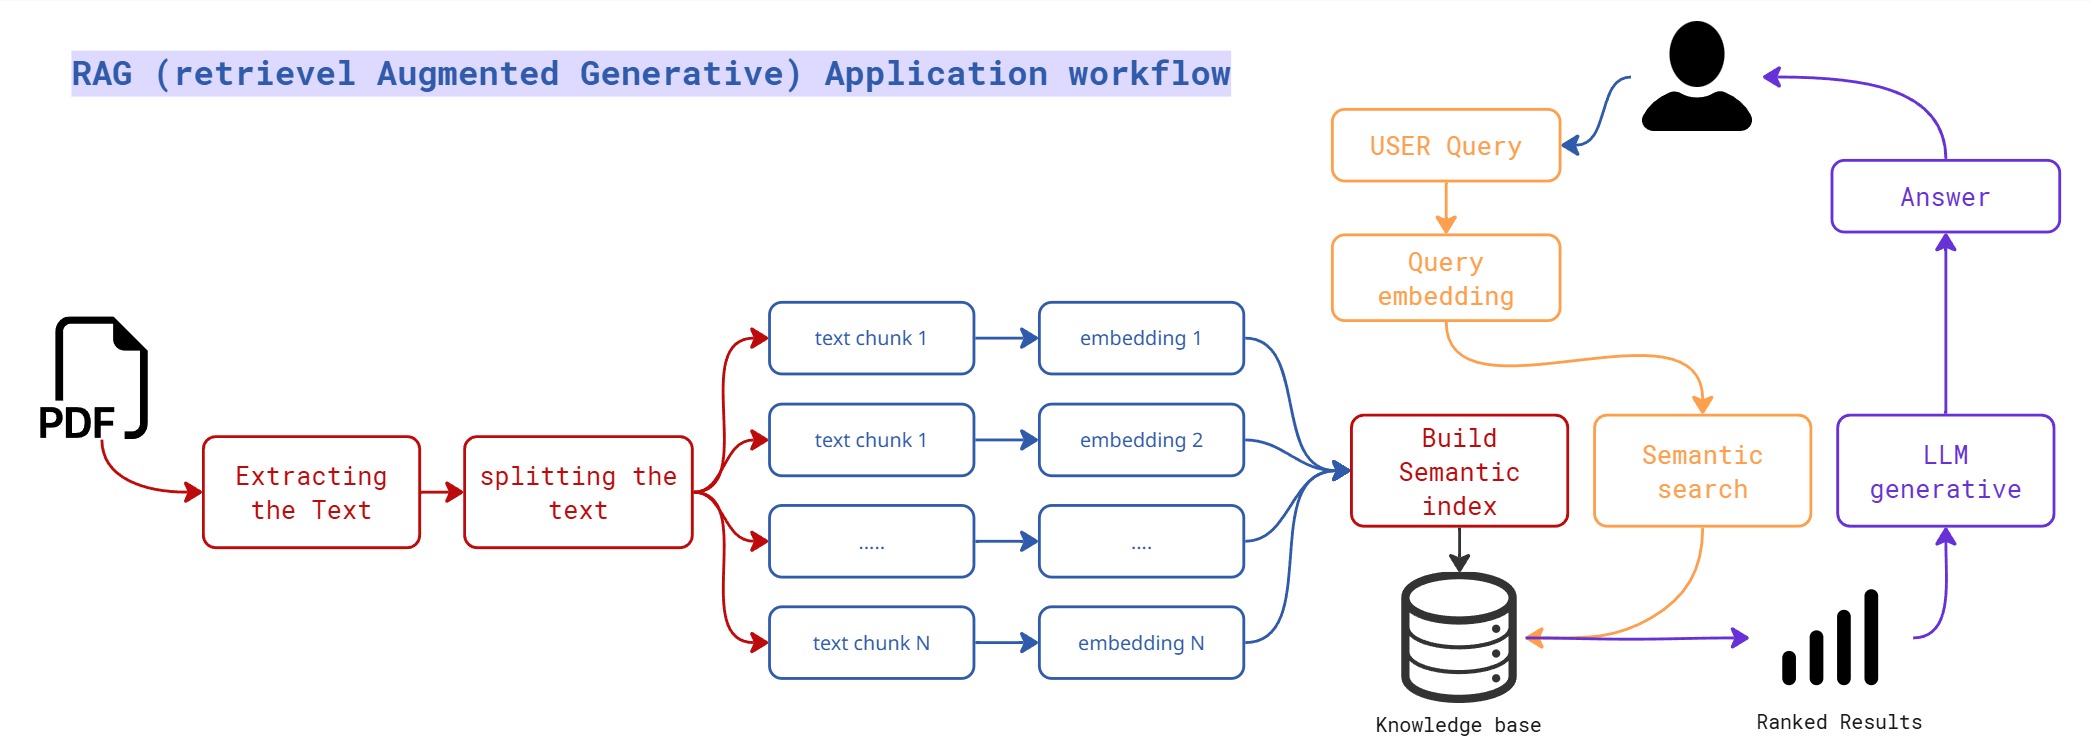 RAG (retrievel Augmented Generative) Application workflow
USER Query
Answer
Query
embedding
PDF
Extracting
the Text
splitting the
text
text chunk 1
embedding 1
text chunk 1
embedding 2
.....
....
text chunk N
embedding N
Build
Semantic
index
Semantic
search
LLM
generative
Knowledge base
Ranked Results